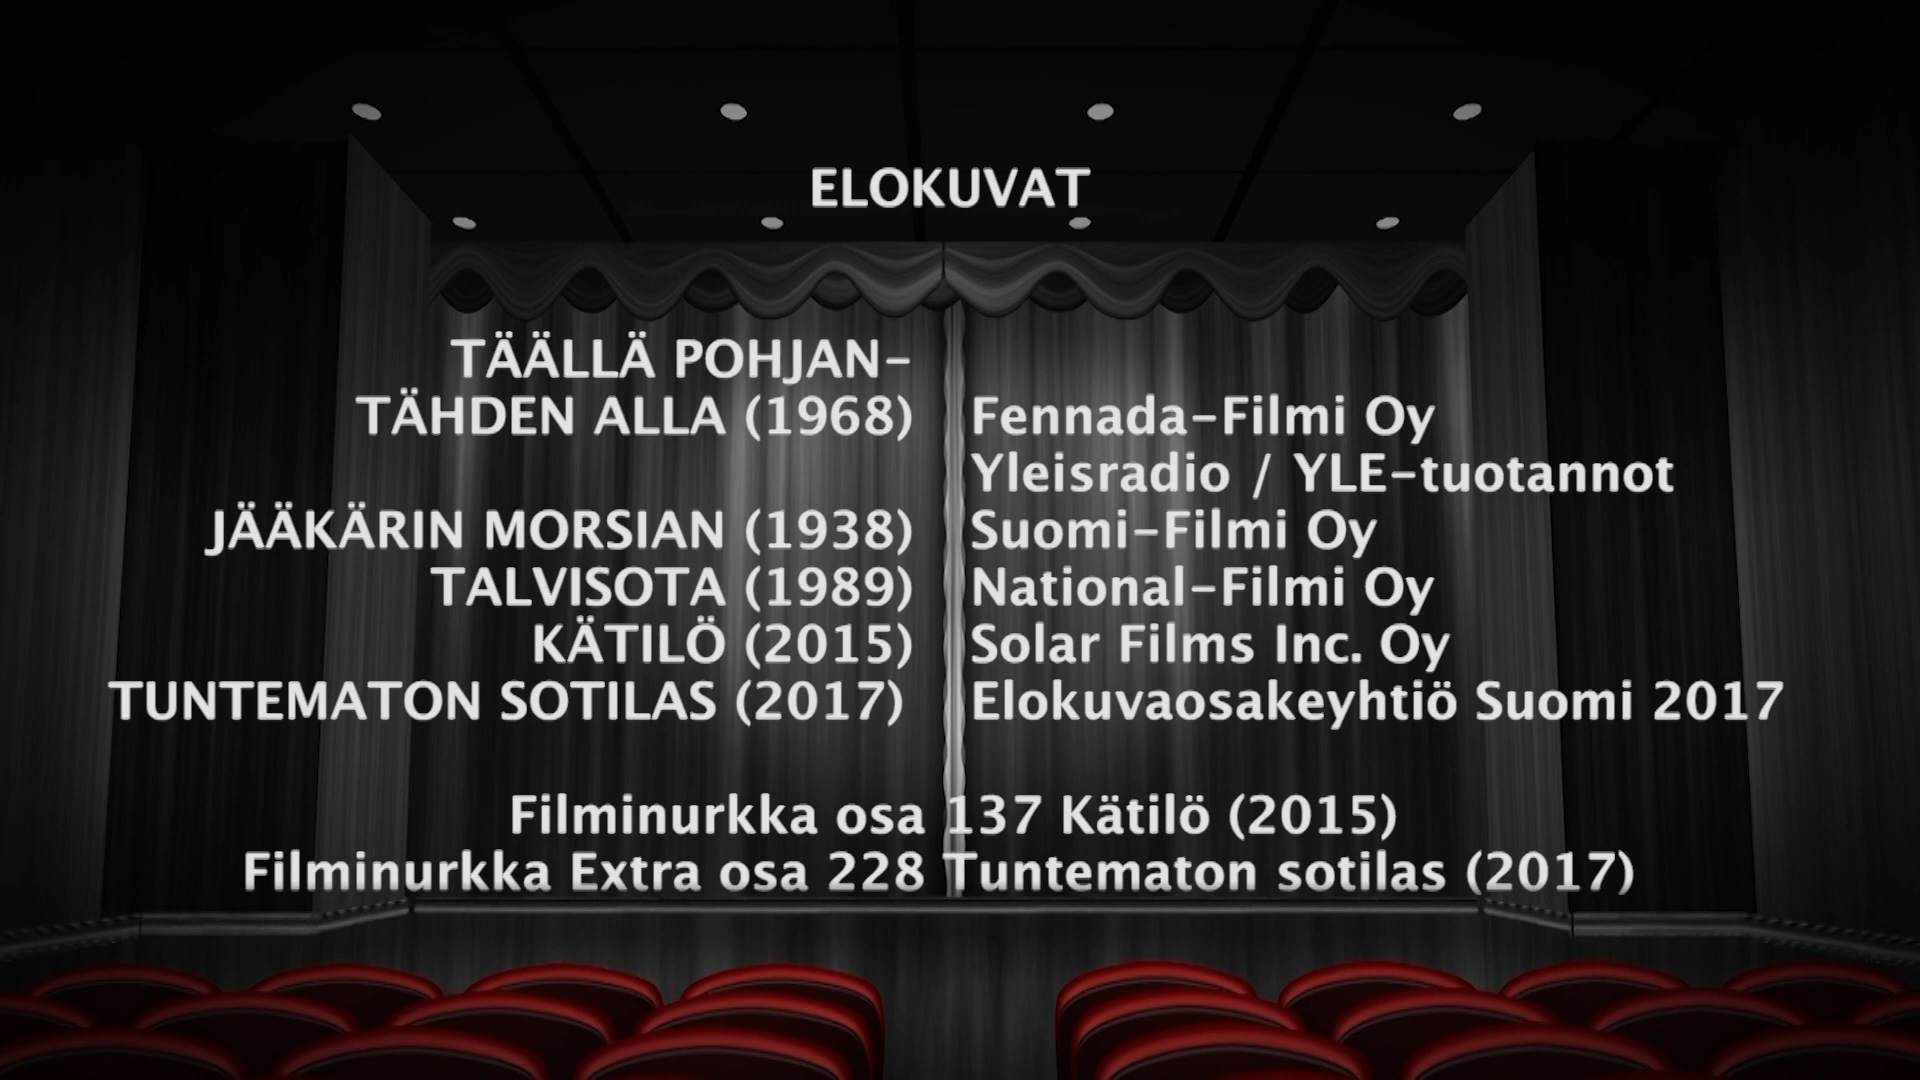 ELOKUVAT
TÄÄLLÄ POHJAN-
TÄHDEN ALLA (1968) Fennada-Filmi Oy
Yleisradio / YLE-tuotannot
JÄÄKÄRIN MORSIAN (1938) Suomi-Filmi Oy
TALVISOTA (1989) National-Filmi Oy
KÄTILÖ (2015) Solar Films Inc. Oy
TUNTEMATON SOTILAS (2017) Elokuvaosakeyhtiö Suomi 2017
Filminurkka osa 137 Kätilö (2015)
Filminurkka Extra osa 228 Tuntematon sotilas (2017)